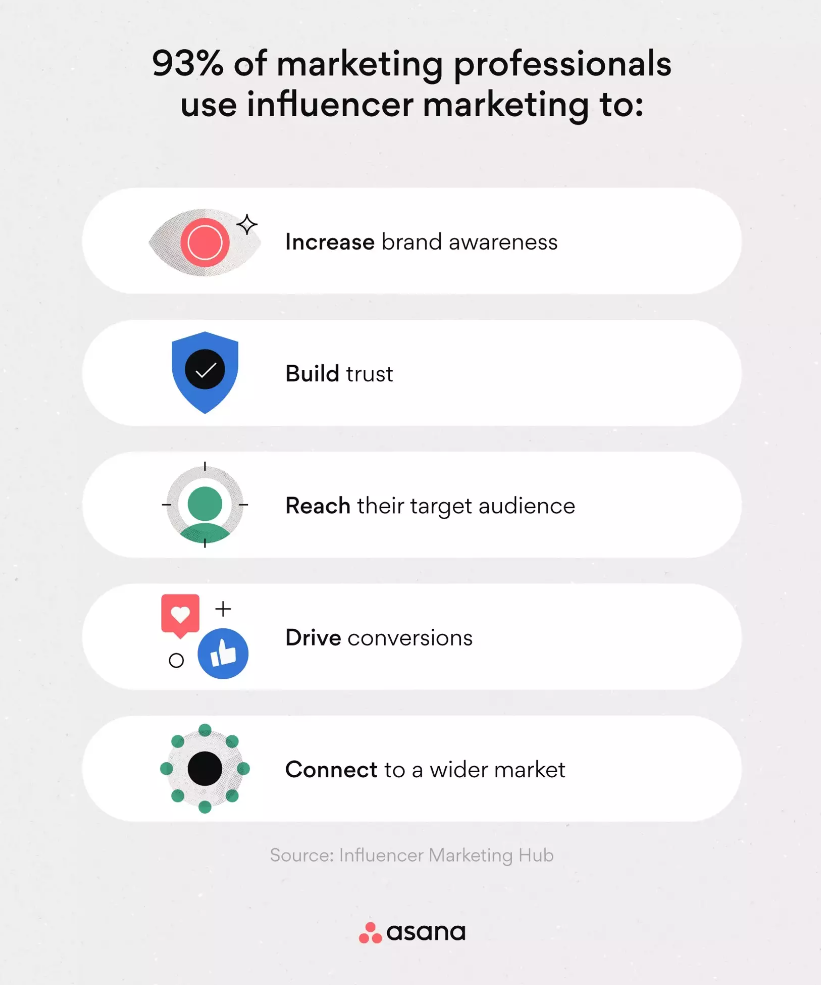 93% of marketing professionals
use influencer marketing to:
Increase brand awareness
Build trust
Reach their target audience
Drive conversions
Connect to a wider market
Source: Influencer Marketing Hub
asana